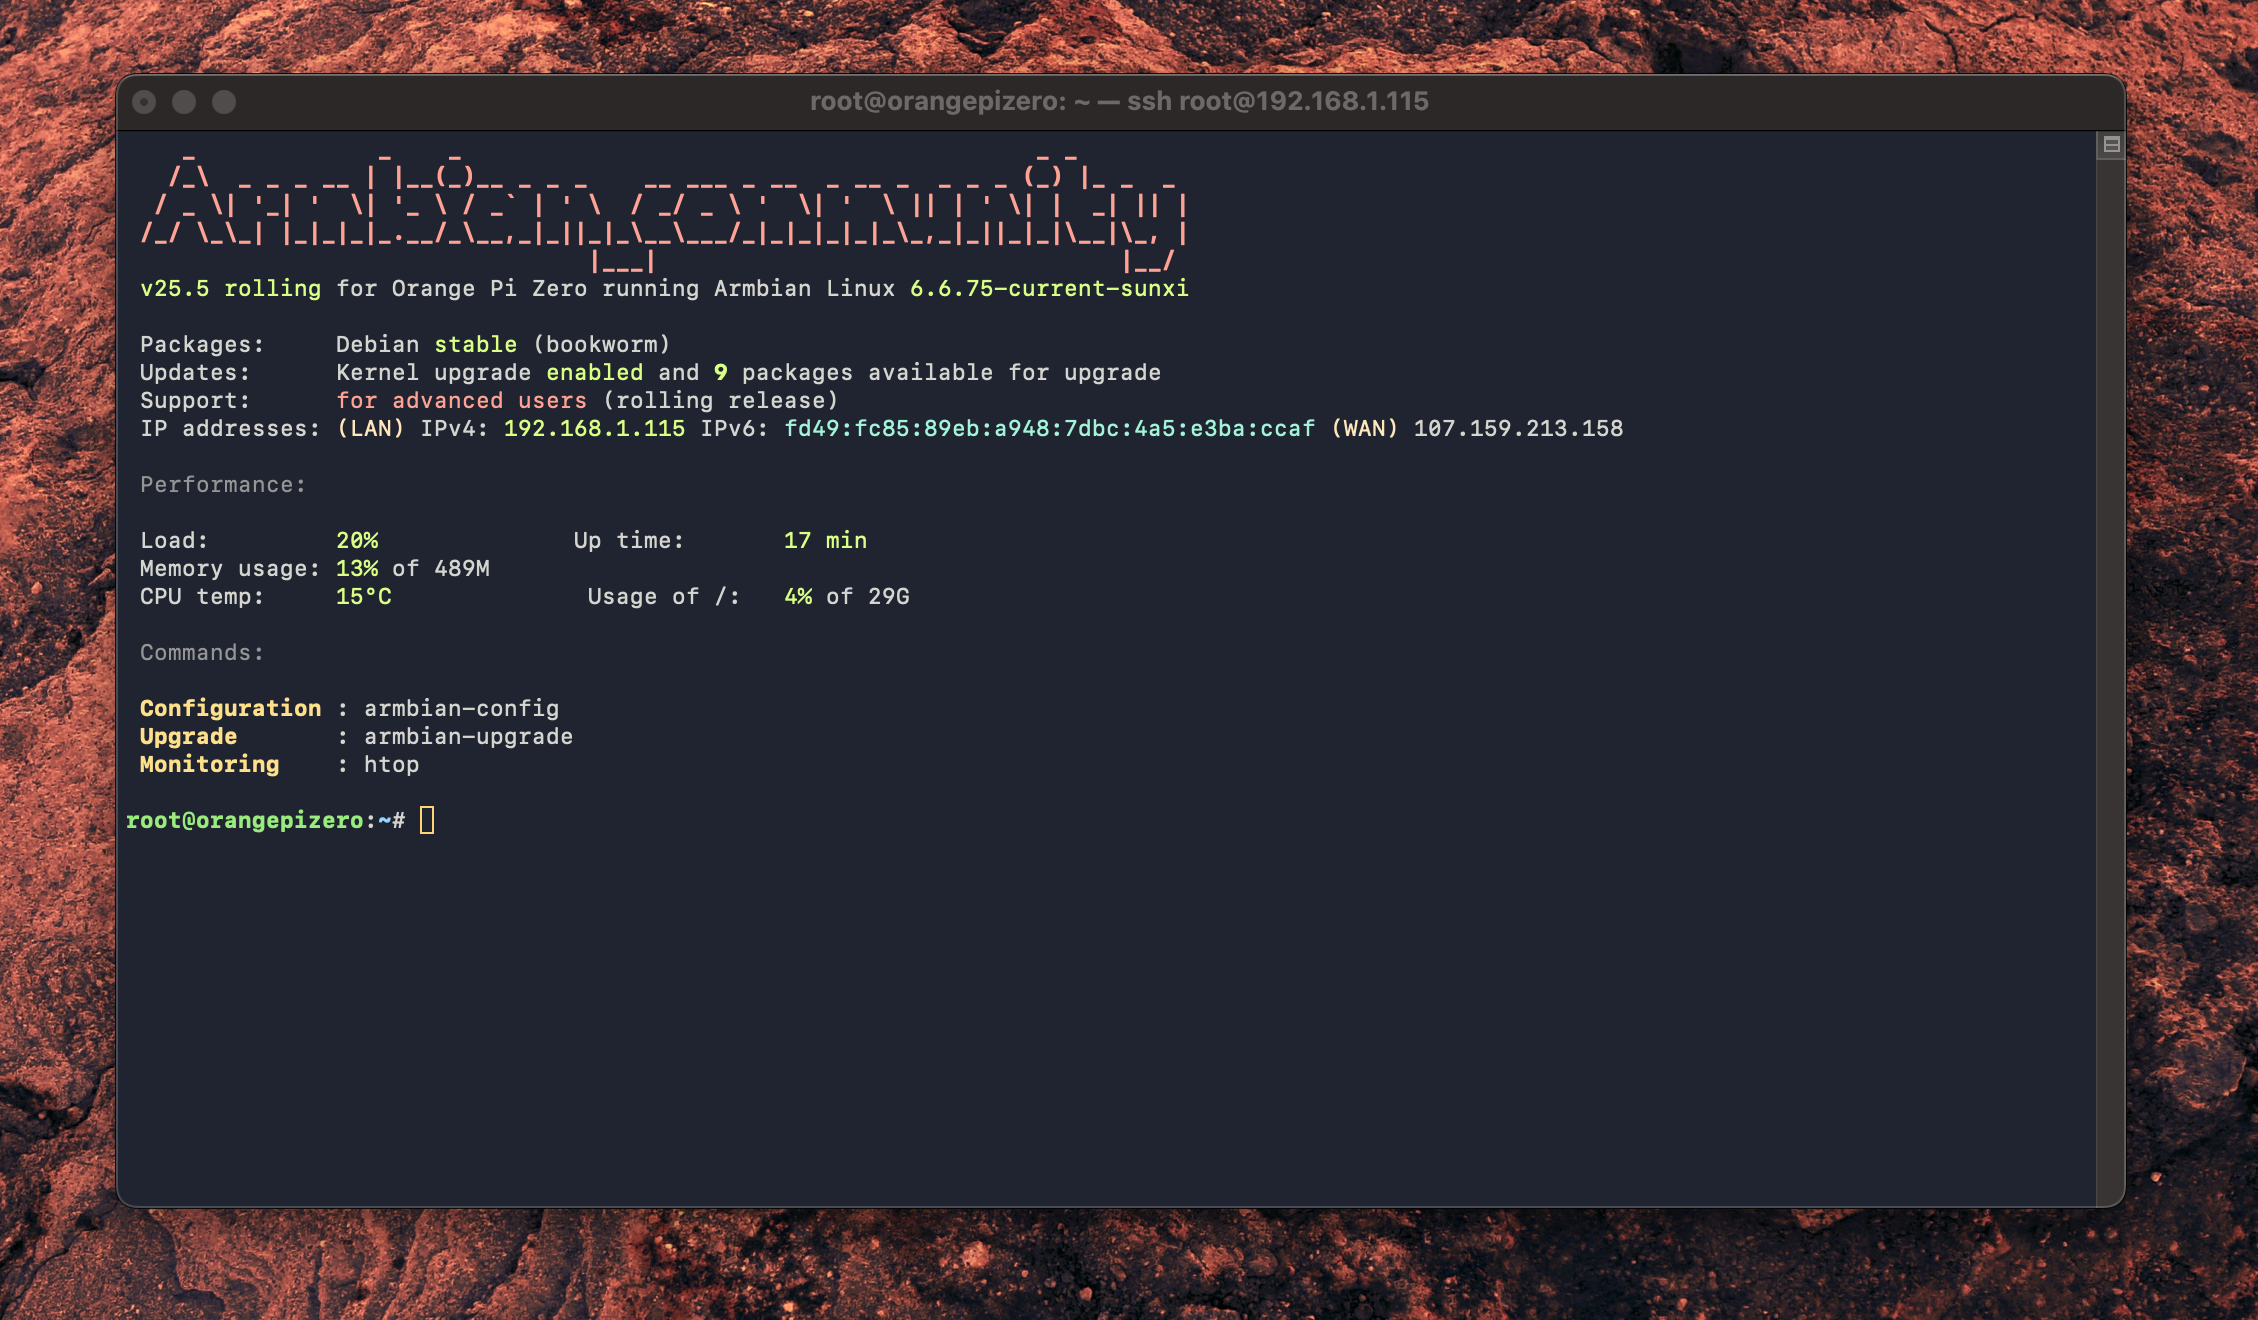 root@orangepizero: ~ — ssh root@192.168.1.115
Armbian_community
v25.5 rolling for Orange Pi Zero running Armbian Linux 6.6.75-current-sunxi
Packages: Debian stable (bookworm)
Updates: Kernel upgrade enabled and 9 packages available for upgrade
Support: for advanced users (rolling release)
IP addresses: (LAN) IPv4: 192.168.1.115 IPv6: fd49:fc85:89eb:a948:7dbc:4a5:e3ba:ccaf (WAN) 107.159.213.158
Performance:
Load: 20% Up time: 17 min
Memory usage: 13% of 489M
CPU temp: 15°C Usage of /: 4% of 29G
Commands:
Configuration : armbian-config
Upgrade : armbian-upgrade
Monitoring : htop
root@orangepizero:~#